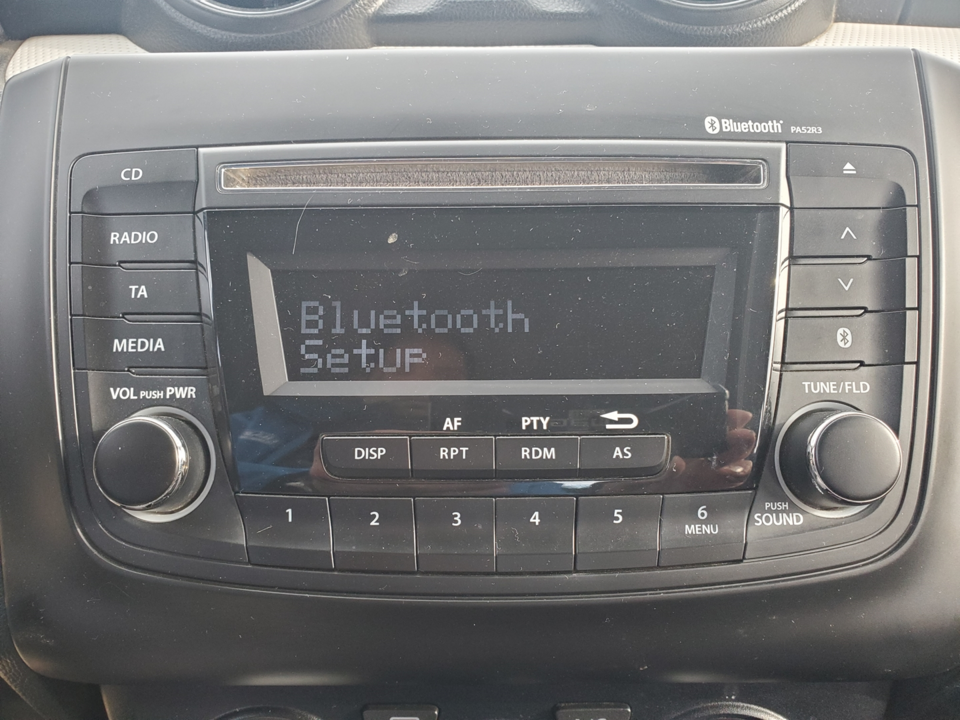 Bluetooth® PA52R3
CD
RADIO
TA
MEDIA
VOL PUSH PWR
Bluetooth
Setup
TUNE/FLD
AF PTY
DISP RPT RDM AS
PUSH
SOUND
1 2 3 4 5 6
MENU